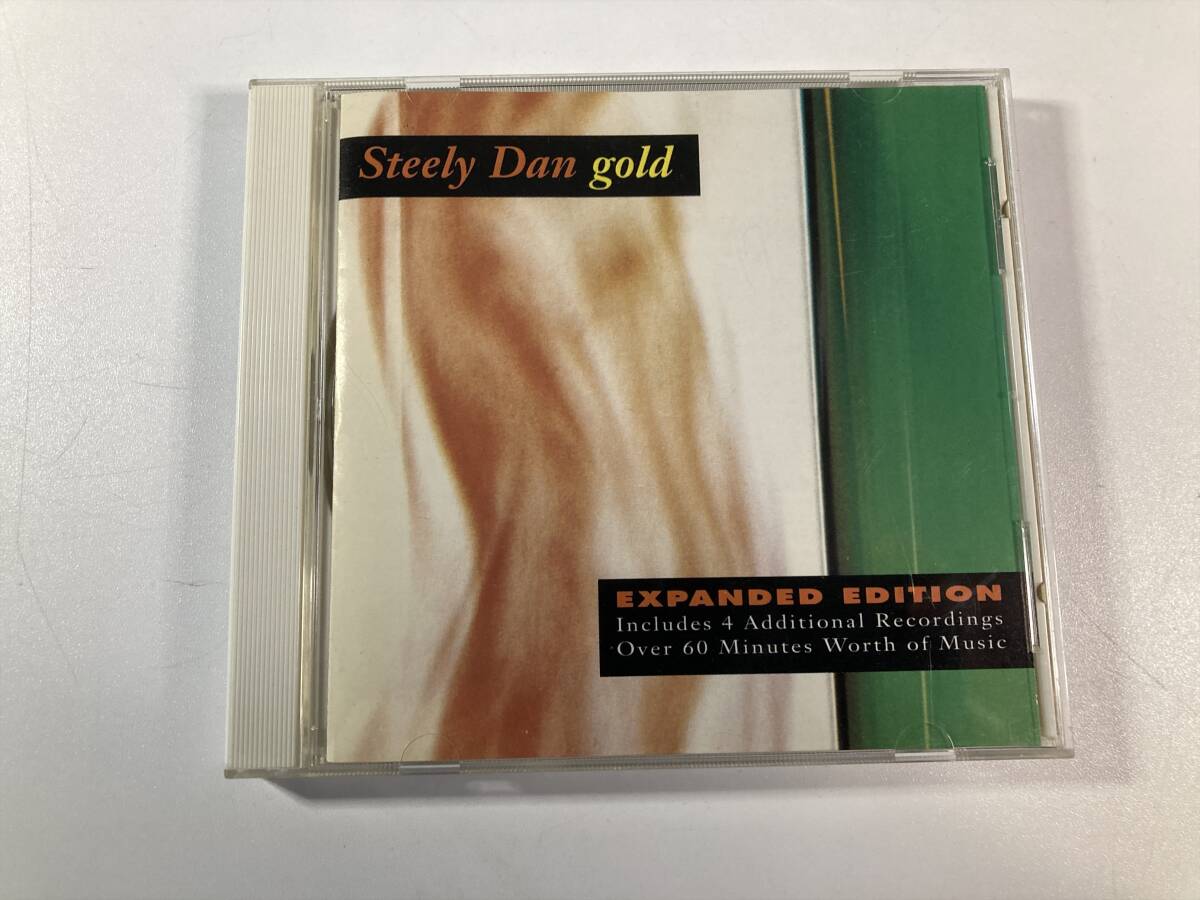 Steely Dan gold
EXPANDED EDITION
Includes 4 Additional Recordings
Over 60 Minutes Worth of Music